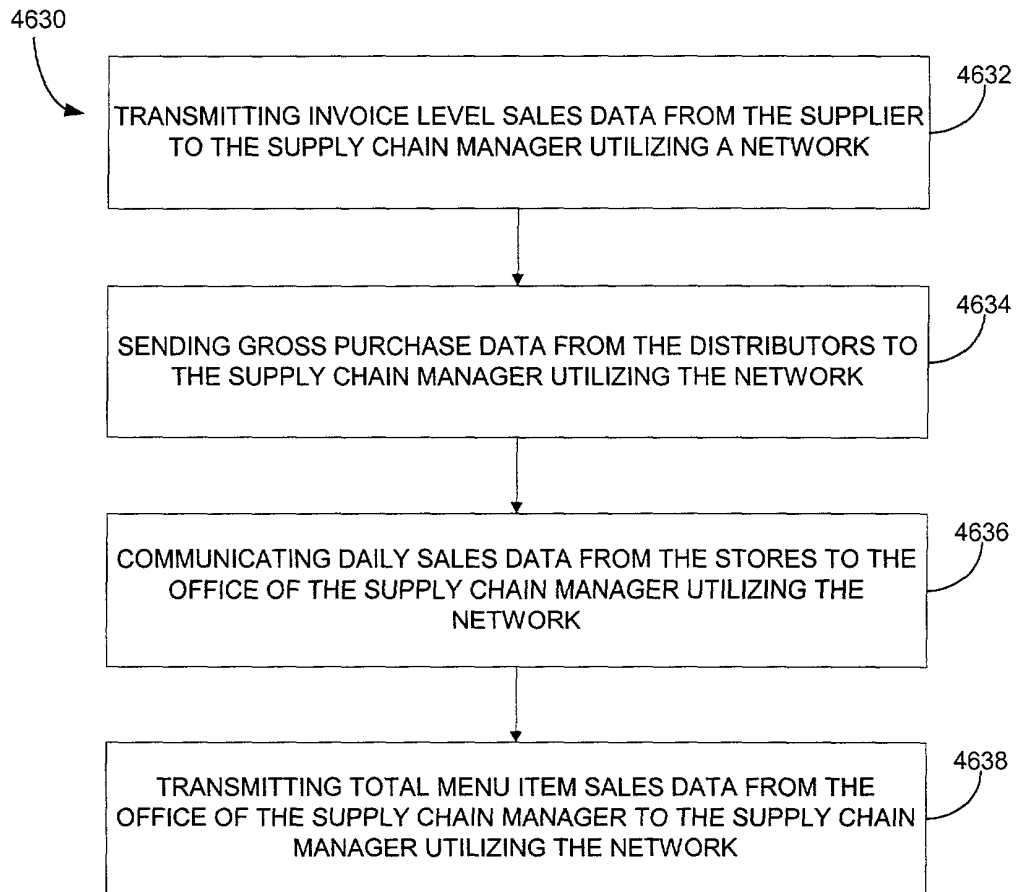 4630
4632
TRANSMITTING INVOICE LEVEL SALES DATA FROM THE SUPPLIER
TO THE SUPPLY CHAIN MANAGER UTILIZING A NETWORK
4634
SENDING GROSS PURCHASE DATA FROM THE DISTRIBUTORS TO
THE SUPPLY CHAIN MANAGER UTILIZING THE NETWORK
4636
COMMUNICATING DAILY SALES DATA FROM THE STORES TO THE
OFFICE OF THE SUPPLY CHAIN MANAGER UTILIZING THE
NETWORK
4638
TRANSMITTING TOTAL MENU ITEM SALES DATA FROM THE
OFFICE OF THE SUPPLY CHAIN MANAGER TO THE SUPPLY CHAIN
MANAGER UTILIZING THE NETWORK